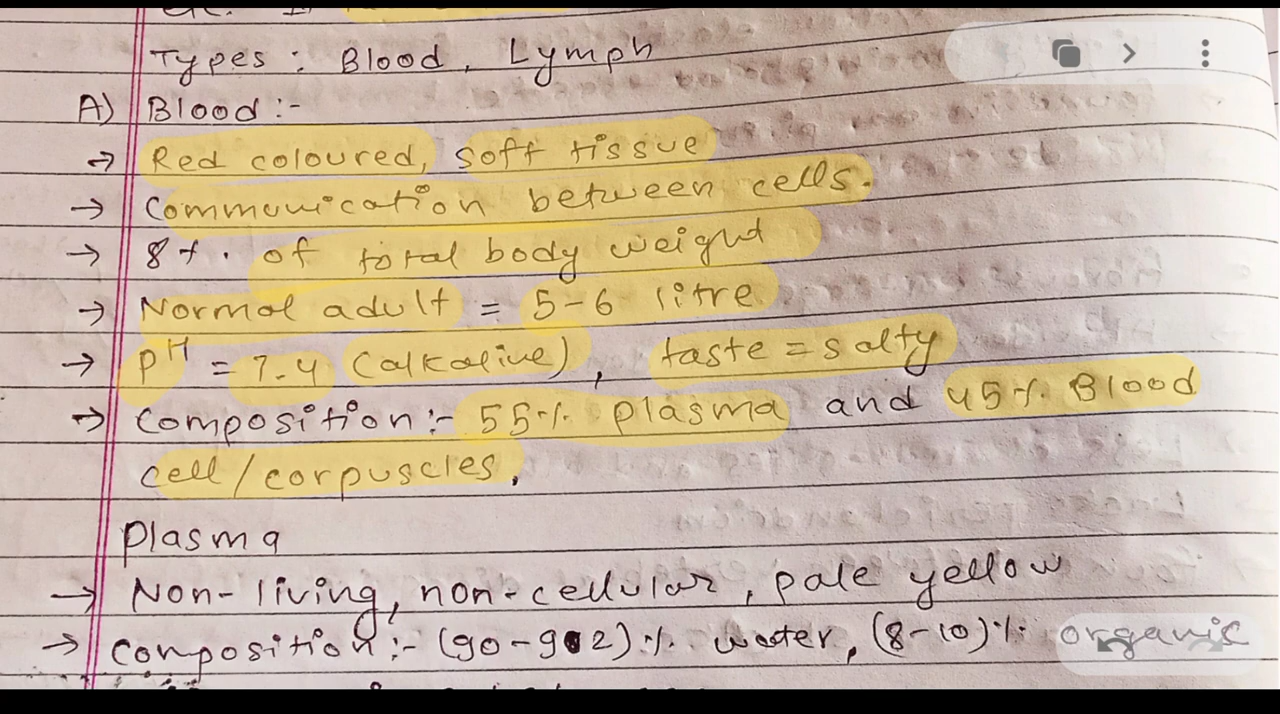 Types : Blood, Lymph
A) Blood :-
→ Red coloured, soft tissue
→ Communication between cells.
→ 8% of total body weight
→ Normal adult = 5-6 litre
→ pH = 7.4 (alkaline), taste = salty
→ Composition :- 55% plasma and 45% Blood
cell/corpuscles.
Plasma
→ Non-living, non-cellular, pale yellow
→ Composition :- (90-92)% water, (8-10)% organic